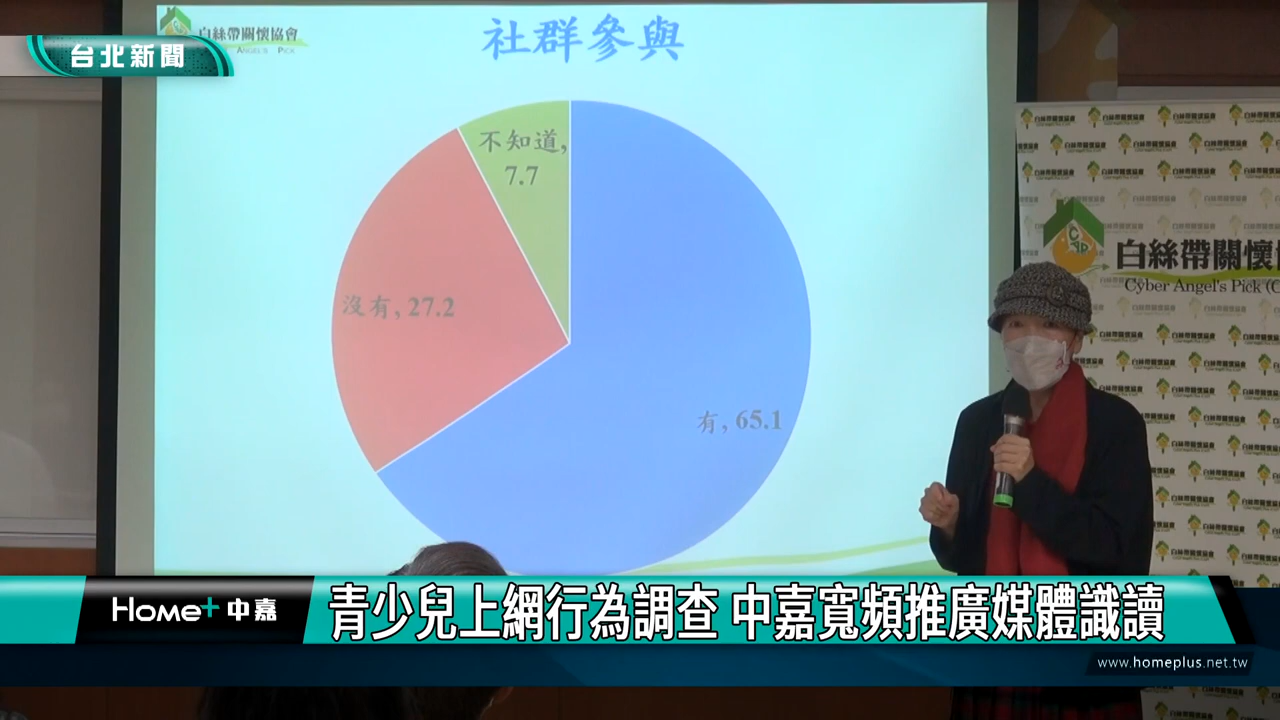 台北新聞
白絲帶關懷協會
ANGEL'S PICK
社群參與
不知道,
7.7
沒有, 27.2
有, 65.1
白絲帶關懷協
Cyber Angel's Pick (C
Home+ 中嘉
青少兒上網行為調查 中嘉寬頻推廣媒體識讀
www.homeplus.net.tw